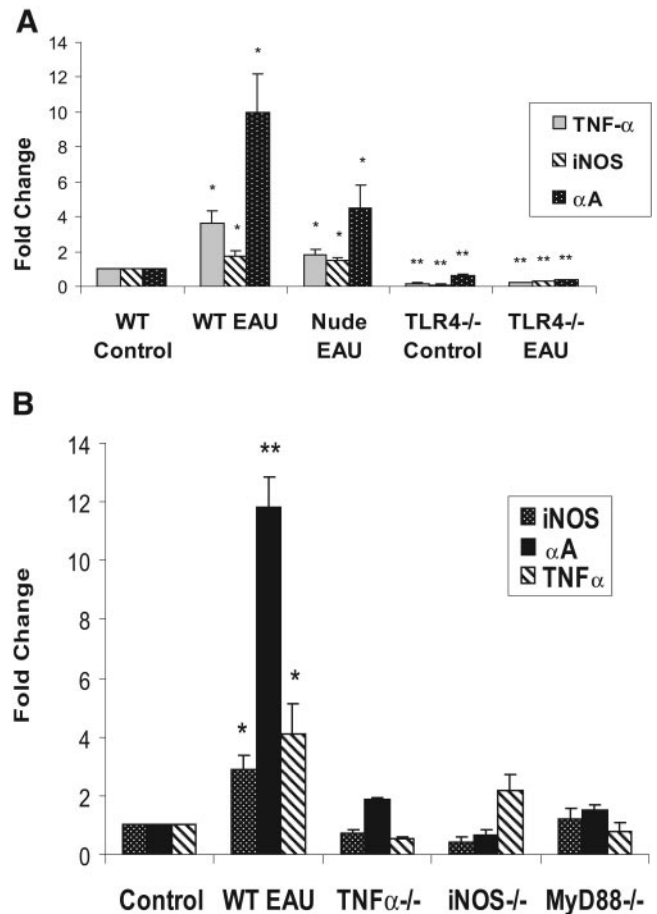 A
Fold Change
14
12
10
8
6
4
2
0
* * *
* * *
** ** **
** ** **
TNF-α
iNOS
αA
WT Control
WT EAU
Nude EAU
TLR4-/- Control
TLR4-/- EAU
B
Fold Change
14
12
10
8
6
4
2
0
* ** *
iNOS
αA
TNFα
Control
WT EAU
TNFα-/-
iNOS-/-
MyD88-/-